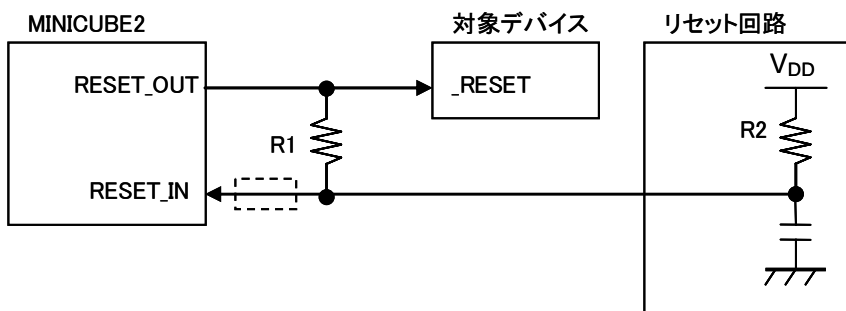 MINICUBE2
対象デバイス
リセット回路
RESET_OUT
_RESET
VDD
R1
R2
RESET_IN